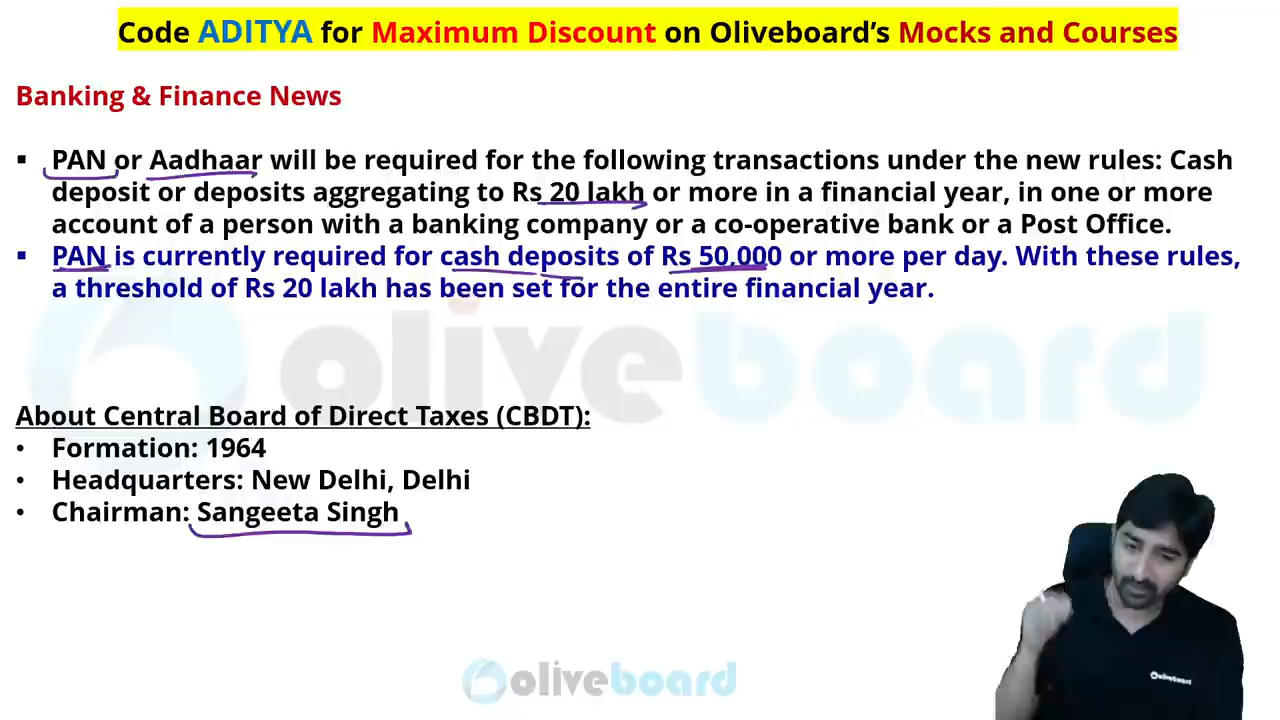 Code ADITYA for Maximum Discount on Oliveboard's Mocks and Courses
Banking & Finance News
▪ PAN or Aadhaar will be required for the following transactions under the new rules: Cash
deposit or deposits aggregating to Rs 20 lakh or more in a financial year, in one or more
account of a person with a banking company or a co-operative bank or a Post Office.
▪ PAN is currently required for cash deposits of Rs 50,000 or more per day. With these rules,
a threshold of Rs 20 lakh has been set for the entire financial year.
oliveboard
About Central Board of Direct Taxes (CBDT):
• Formation: 1964
• Headquarters: New Delhi, Delhi
• Chairman: Sangeeta Singh
oliveboard
oliveboard